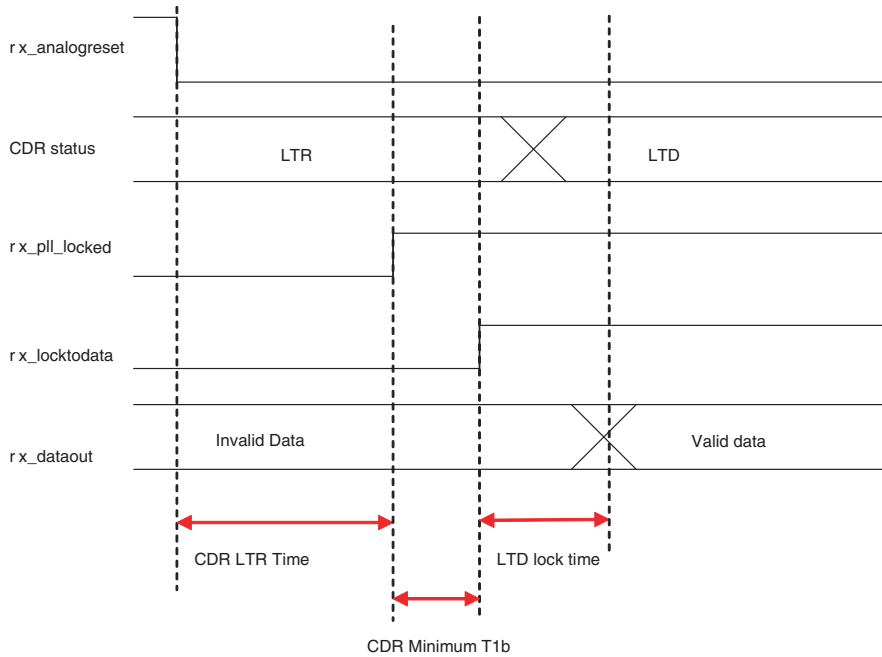 r x_analogreset
CDR status
LTR
LTD
r x_pll_locked
r x_locktodata
Invalid Data
Valid data
r x_dataout
CDR LTR Time
LTD lock time
CDR Minimum T1b